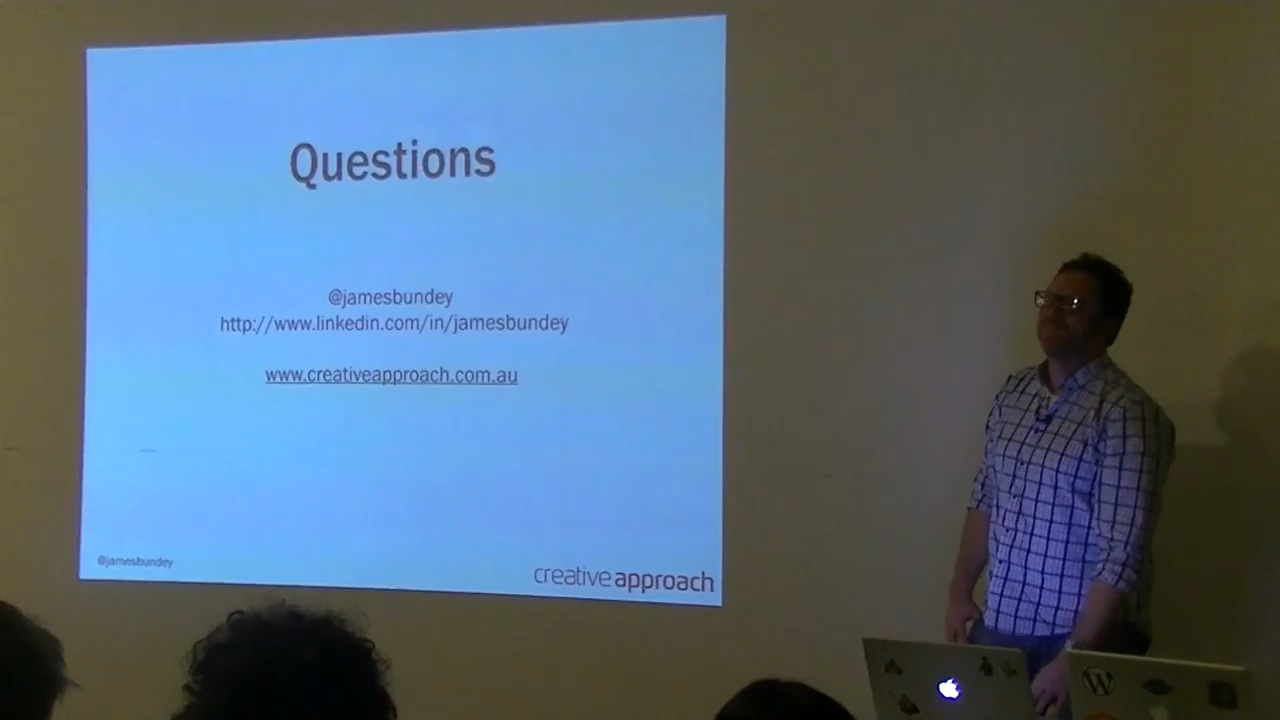 Questions
@jamesbundey
http://www.linkedin.com/in/jamesbundey
www.creativeapproach.com.au
@jamesbundey
creative approach